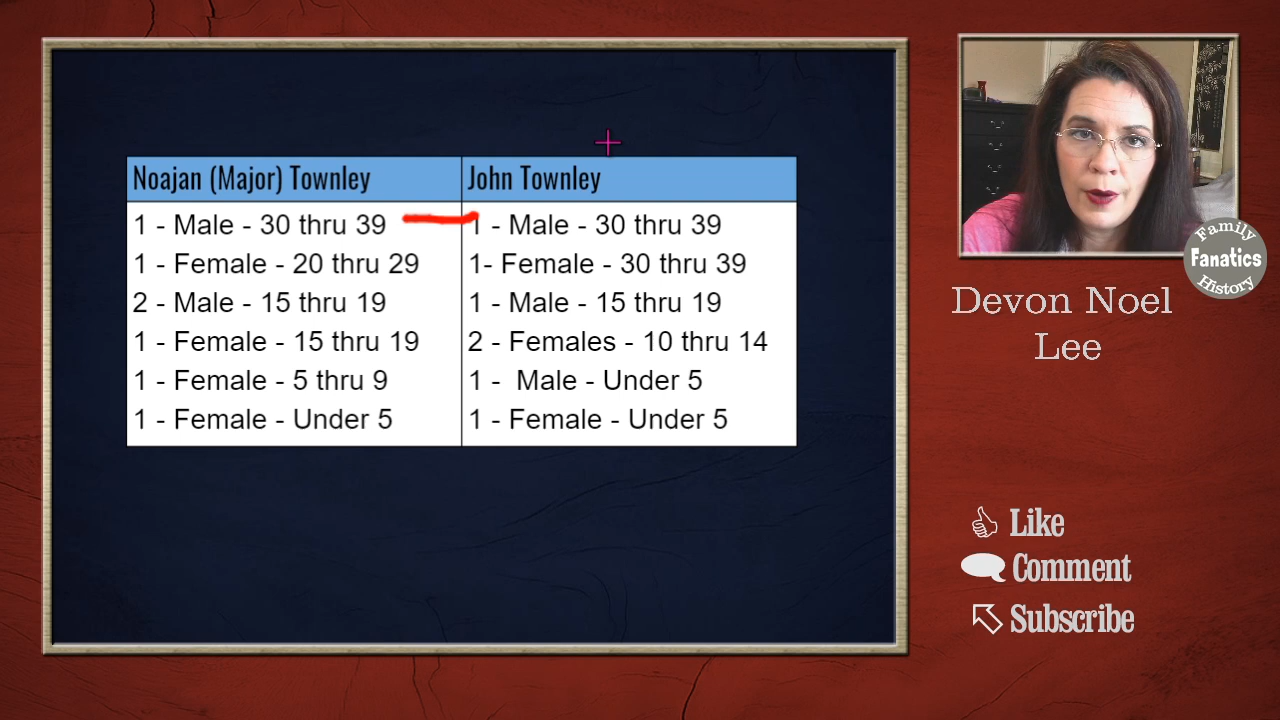 Noajan (Major) Townley
John Townley
1 - Male - 30 thru 39
1 - Female - 20 thru 29
2 - Male - 15 thru 19
1 - Female - 15 thru 19
1 - Female - 5 thru 9
1 - Female - Under 5
1 - Male - 30 thru 39
1- Female - 30 thru 39
1 - Male - 15 thru 19
2 - Females - 10 thru 14
1 - Male - Under 5
1 - Female - Under 5
Family
Fanatics
History
Devon Noel
Lee
Like
Comment
Subscribe